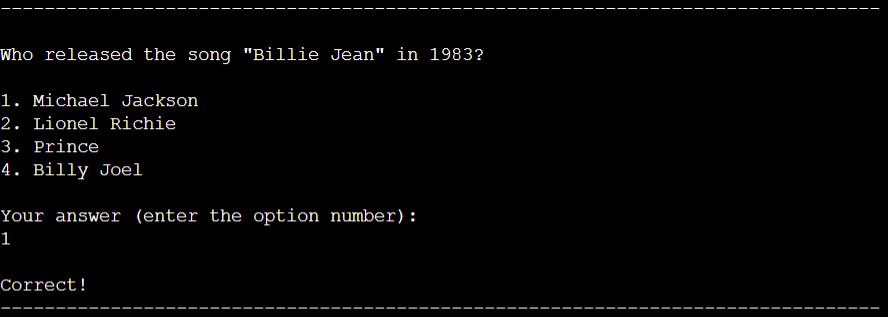 --------------------------------------------------------------------------------
Who released the song "Billie Jean" in 1983?
1. Michael Jackson
2. Lionel Richie
3. Prince
4. Billy Joel
Your answer (enter the option number):
1
Correct!
--------------------------------------------------------------------------------